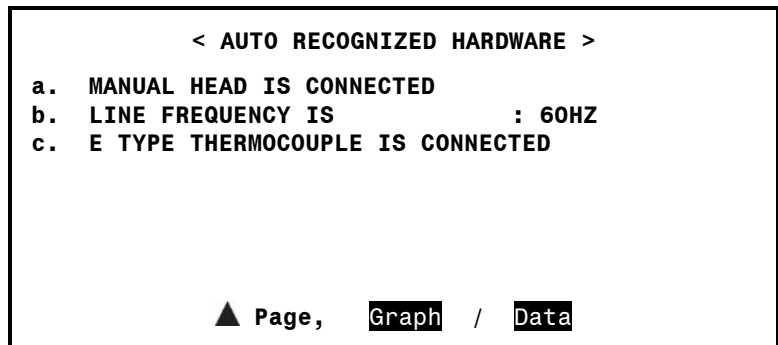 < AUTO RECOGNIZED HARDWARE >
a. MANUAL HEAD IS CONNECTED
b. LINE FREQUENCY IS : 60HZ
c. E TYPE THERMOCOUPLE IS CONNECTED
▲ Page, Graph / Data